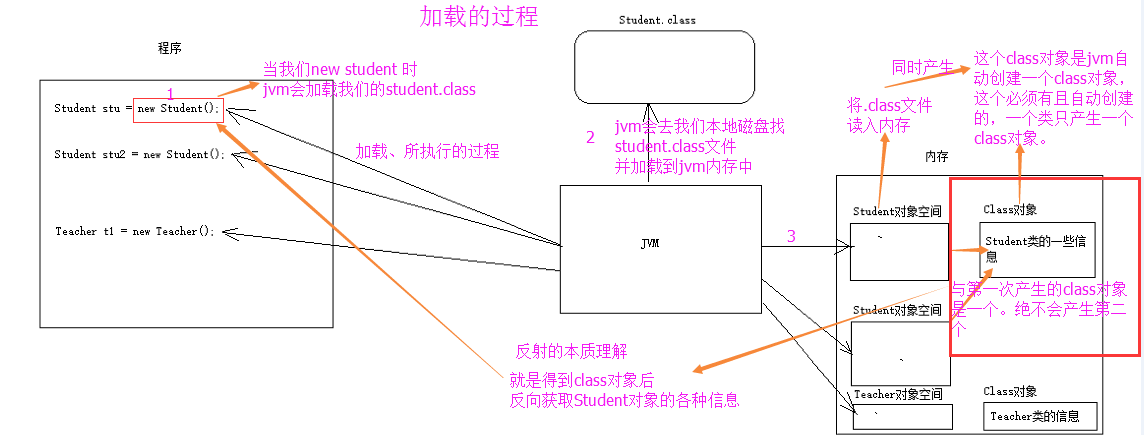 加载的过程
Student.class
程序
当我们new student 时
jvm会加载我们的student.class
1
Student stu = new Student();
Student stu2 = new Student();
Teacher t1 = new Teacher();
加载、所执行的过程
2
jvm会去我们本地磁盘找
student.class文件
并加载到jvm内存中
JVM
3
同时产生
将.class文件
读入内存
这个class对象是jvm自
动创建一个class对象，
这个必须有且自动创建
的，一个类只产生一个
class对象。
内存
Student对象空间
Class对象
Student类的一些信
息
与第一次产生的class对象
是一个。绝不会产生第二
个
Student对象空间
Teacher对象空间
Class对象
Teacher类的信息
反射的本质理解
就是得到class对象后
反向获取Student对象的各种信息